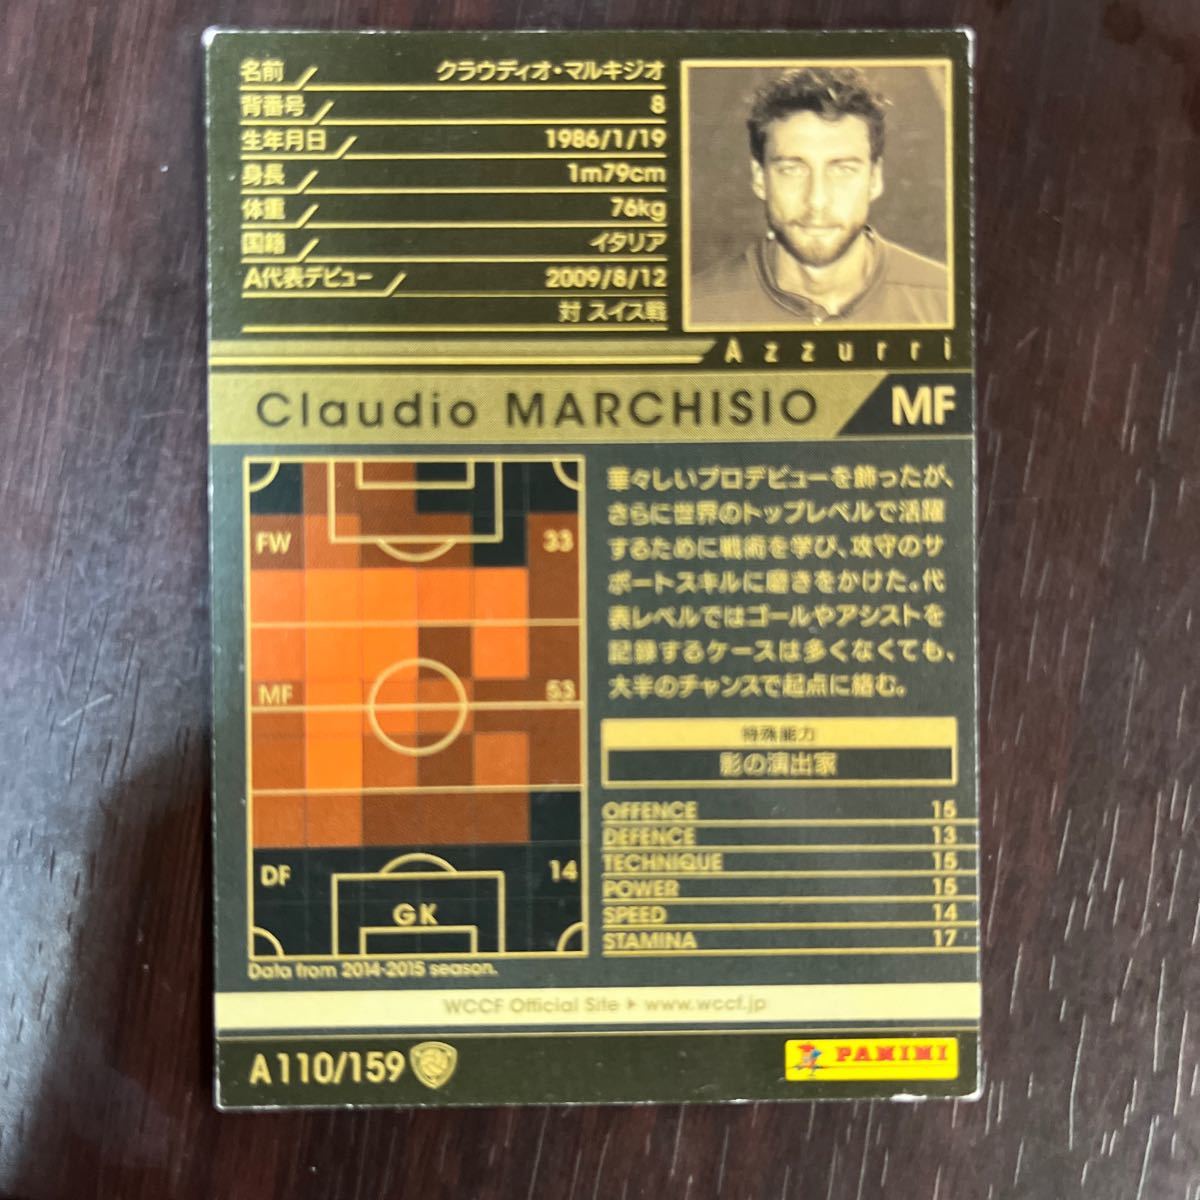 名前 クラウディオ・マルキジオ
背番号 8
生年月日 1986/1/19
身長 1m79cm
体重 76kg
国籍 イタリア
A代表デビュー 2009/8/12
対 スイス戦
Azzurri
Claudio MARCHISIO MF
FW 33
MF 53
DF 14
GK
Data from 2014-2015 season.
華々しいプロデビューを飾ったが、
さらに世界のトップレベルで活躍
するために戦術を学び、攻守のサ
ポートスキルに磨きをかけた。代
表レベルではゴールやアシストを
記録するケースは多くなくても、
大半のチャンスで起点に絡む。
特殊能力
影の演出家
OFFENCE 15
DEFENCE 13
TECHNIQUE 15
POWER 15
SPEED 14
STAMINA 17
WCCF Official Site ▶ www.wccf.jp
A110/159
PANINI